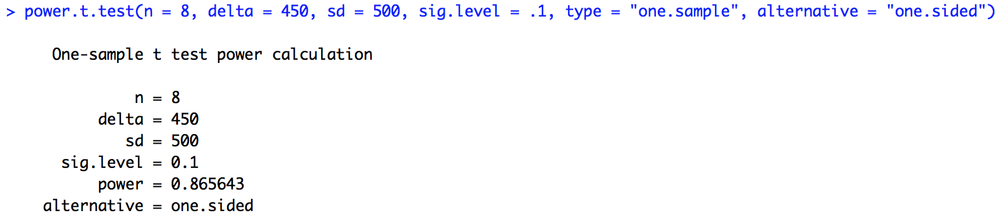 > power.t.test(n = 8, delta = 450, sd = 500, sig.level = .1, type = "one.sample", alternative = "one.sided")
One-sample t test power calculation
n = 8
delta = 450
sd = 500
sig.level = 0.1
power = 0.865643
alternative = one.sided